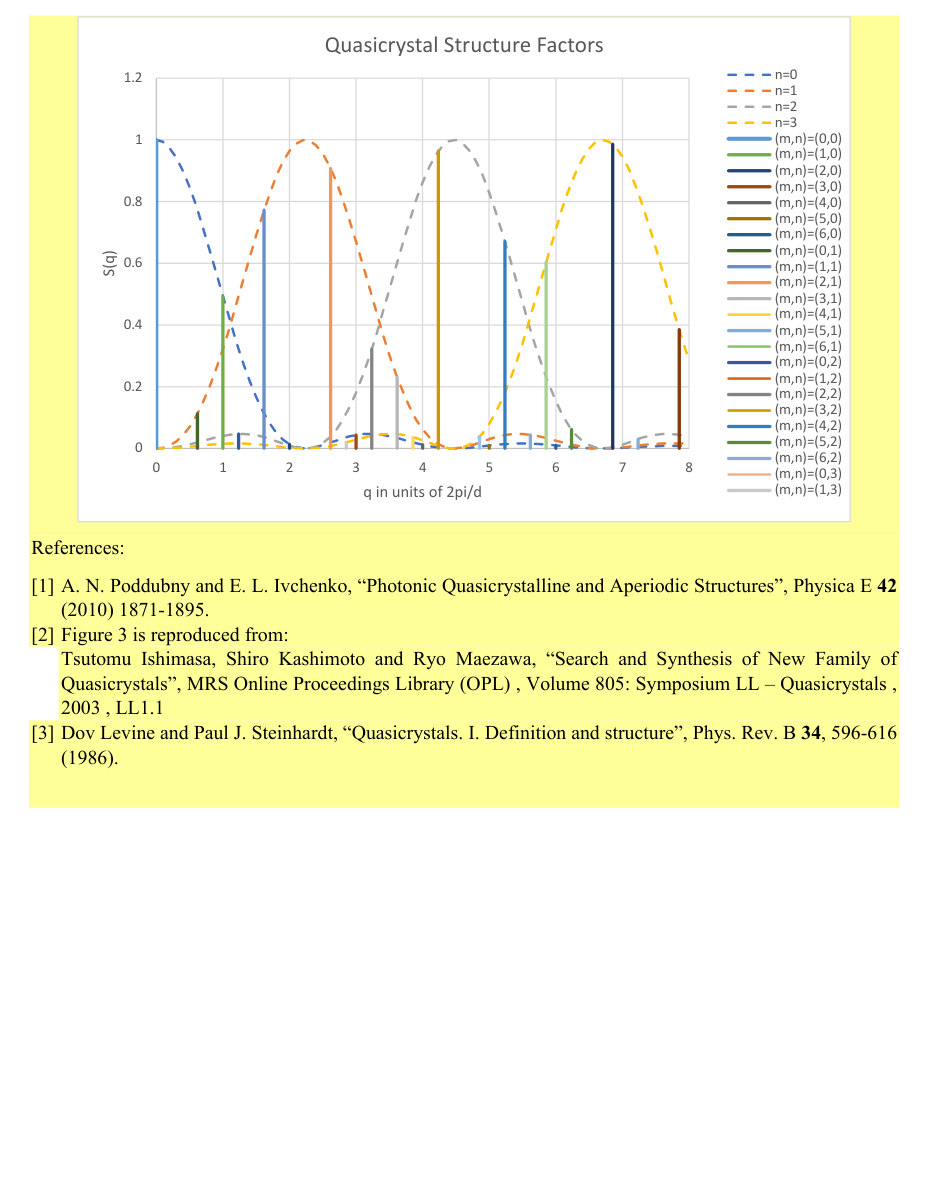 Quasicrystal Structure Factors
1.2
1
0.8
0.6
0.4
0.2
0
S(q)
0 1 2 3 4 5 6 7 8
q in units of 2pi/d
n=0
n=1
n=2
n=3
(m,n)=(0,0)
(m,n)=(1,0)
(m,n)=(2,0)
(m,n)=(3,0)
(m,n)=(4,0)
(m,n)=(5,0)
(m,n)=(6,0)
(m,n)=(0,1)
(m,n)=(1,1)
(m,n)=(2,1)
(m,n)=(3,1)
(m,n)=(4,1)
(m,n)=(5,1)
(m,n)=(6,1)
(m,n)=(0,2)
(m,n)=(1,2)
(m,n)=(2,2)
(m,n)=(3,2)
(m,n)=(4,2)
(m,n)=(5,2)
(m,n)=(6,2)
(m,n)=(0,3)
(m,n)=(1,3)
References:
[1] A. N. Poddubny and E. L. Ivchenko, “Photonic Quasicrystalline and Aperiodic Structures”, Physica E 42
(2010) 1871-1895.
[2] Figure 3 is reproduced from:
Tsutomu Ishimasa, Shiro Kashimoto and Ryo Maezawa, “Search and Synthesis of New Family of
Quasicrystals”, MRS Online Proceedings Library (OPL) , Volume 805: Symposium LL – Quasicrystals ,
2003 , LL1.1
[3] Dov Levine and Paul J. Steinhardt, “Quasicrystals. I. Definition and structure”, Phys. Rev. B 34, 596-616
(1986).